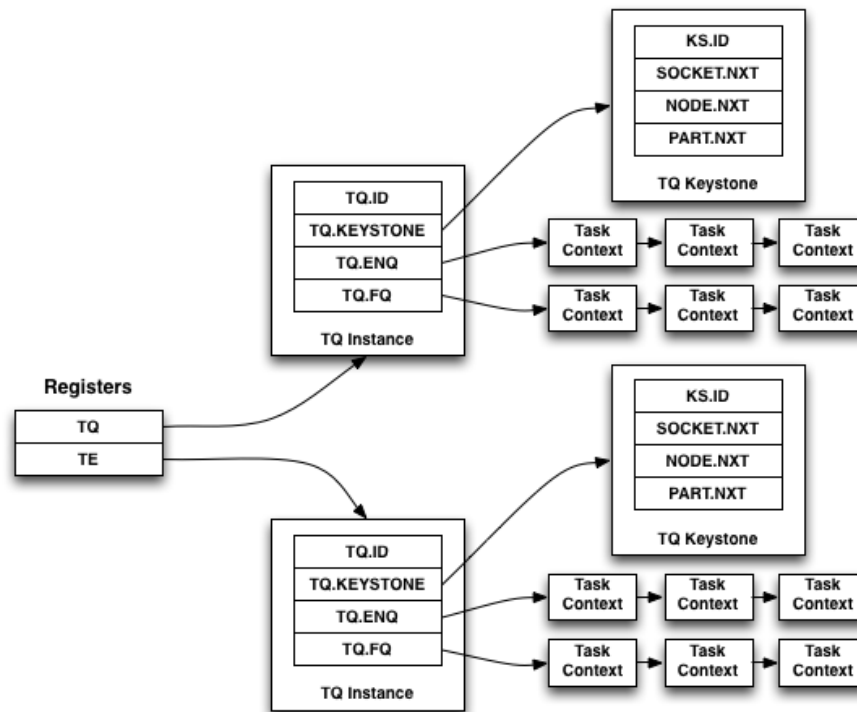 KS.ID
SOCKET.NXT
NODE.NXT
PART.NXT
TQ Keystone
TQ.ID
TQ.KEYSTONE
TQ.ENQ
TQ.FQ
TQ Instance
Task
Context
Task
Context
Task
Context
Task
Context
Task
Context
Task
Context
Registers
TQ
TE
KS.ID
SOCKET.NXT
NODE.NXT
PART.NXT
TQ Keystone
TQ.ID
TQ.KEYSTONE
TQ.ENQ
TQ.FQ
TQ Instance
Task
Context
Task
Context
Task
Context
Task
Context
Task
Context
Task
Context